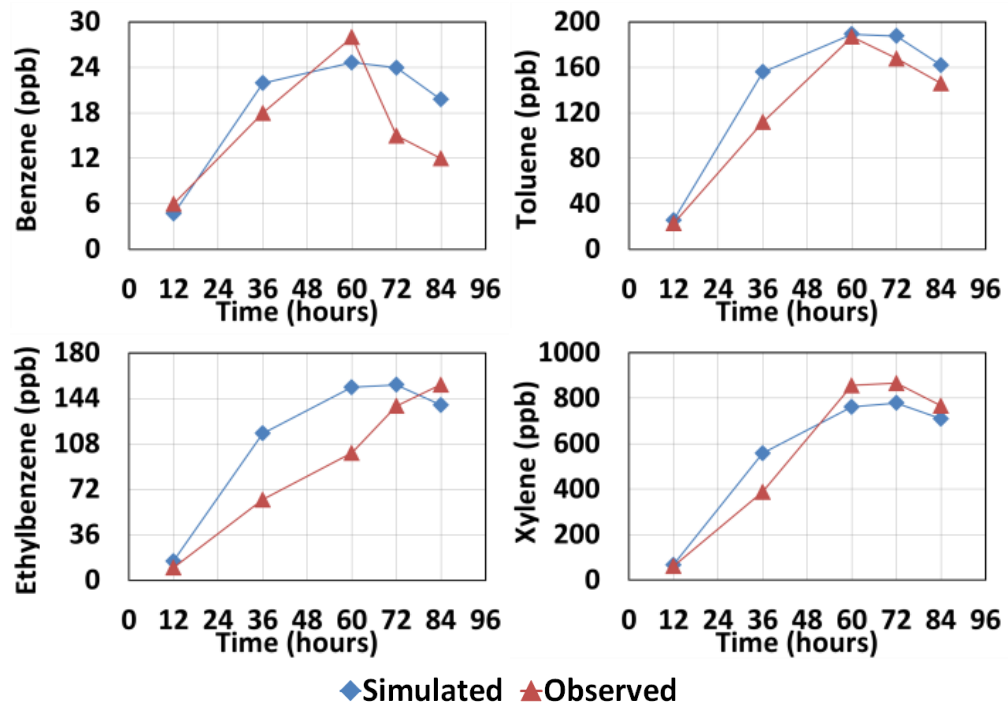 Benzene (ppb)
30
24
18
12
6
0
0 12 24 36 48 60 72 84 96
Time (hours)
Toluene (ppb)
200
160
120
80
40
0
0 12 24 36 48 60 72 84 96
Time (hours)
Ethylbenzene (ppb)
180
144
108
72
36
0
0 12 24 36 48 60 72 84 96
Time (hours)
Xylene (ppb)
1000
800
600
400
200
0
0 12 24 36 48 60 72 84 96
Time (hours)
Simulated Observed